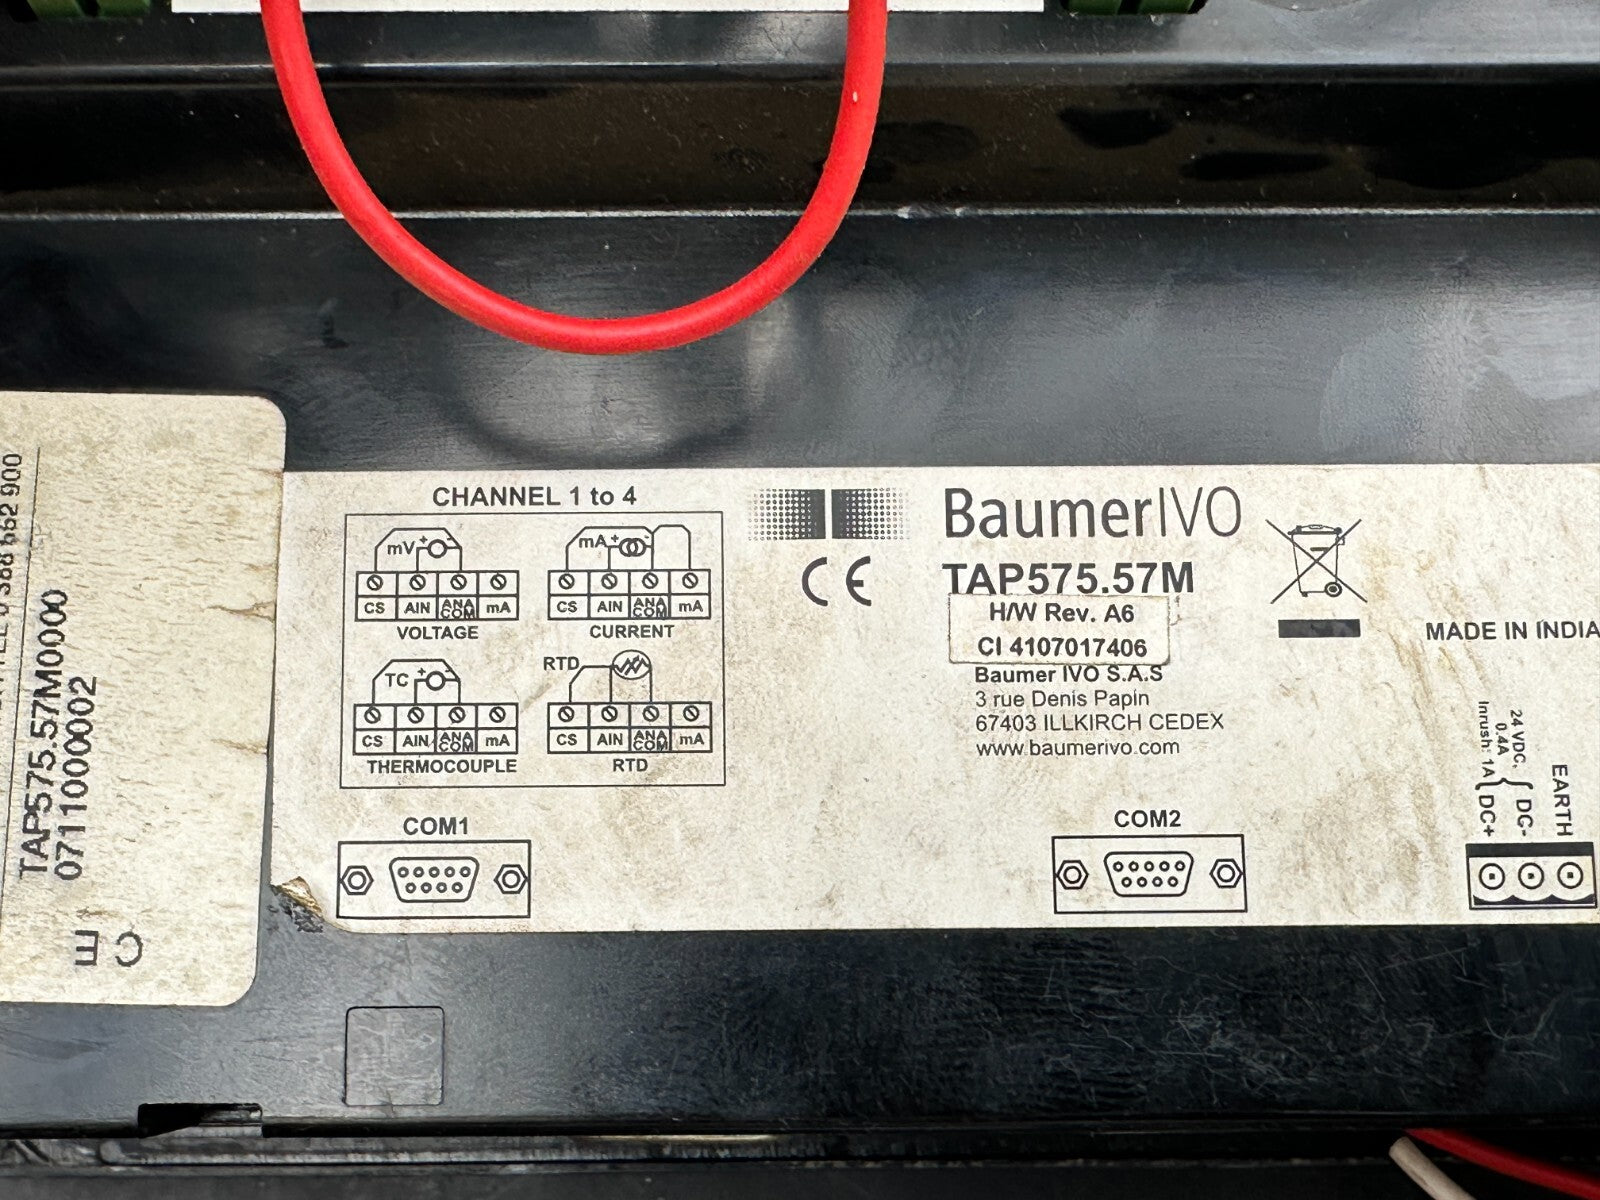 TAP575.57M0000
0711000002
CE
CHANNEL 1 to 4
mV + -
CS AIN ANA COM mA
VOLTAGE
mA + -
CS AIN ANA COM mA
CURRENT
TC + -
CS AIN ANA COM mA
THERMOCOUPLE
RTD
CS AIN ANA COM mA
RTD
COM1
BaumerIVO
CE
TAP575.57M
H/W Rev. A6
CI 4107017406
Baumer IVO S.A.S
3 rue Denis Papin
67403 ILLKIRCH CEDEX
www.baumerivo.com
COM2
MADE IN INDIA
24 VDC,
0.4A
Inrush: 1A
DC+
DC-
EARTH